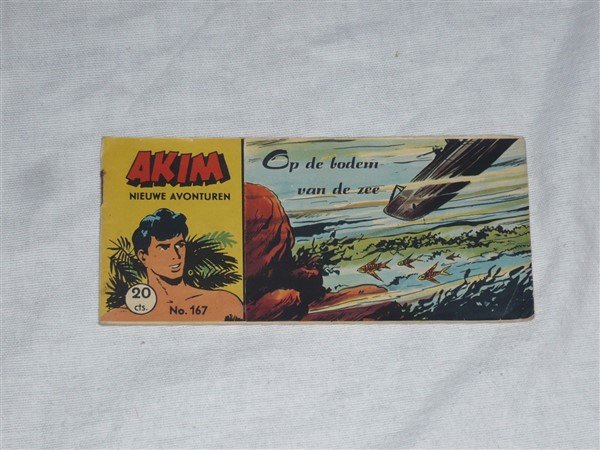 AKIM
NIEUWE AVONTUREN
20
cts.
No. 167
Op de bodem
van de zee